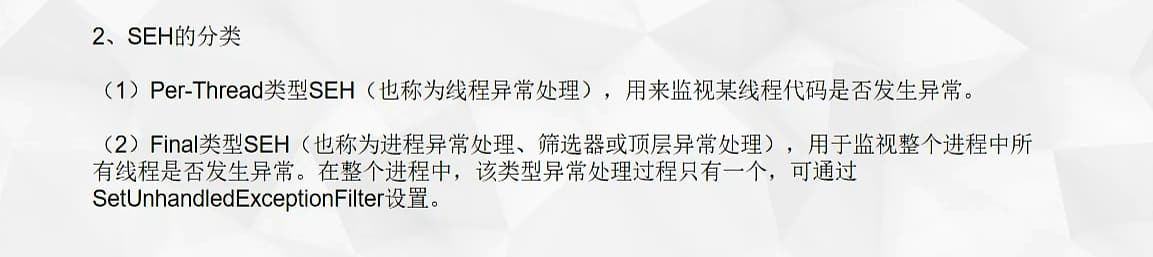 2、SEH的分类
（1）Per-Thread类型SEH（也称为线程异常处理），用来监视某线程代码是否发生异常。
（2）Final类型SEH（也称为进程异常处理、筛选器或顶层异常处理），用于监视整个进程中所
有线程是否发生异常。在整个进程中，该类型异常处理过程只有一个，可通过
SetUnhandledExceptionFilter设置。